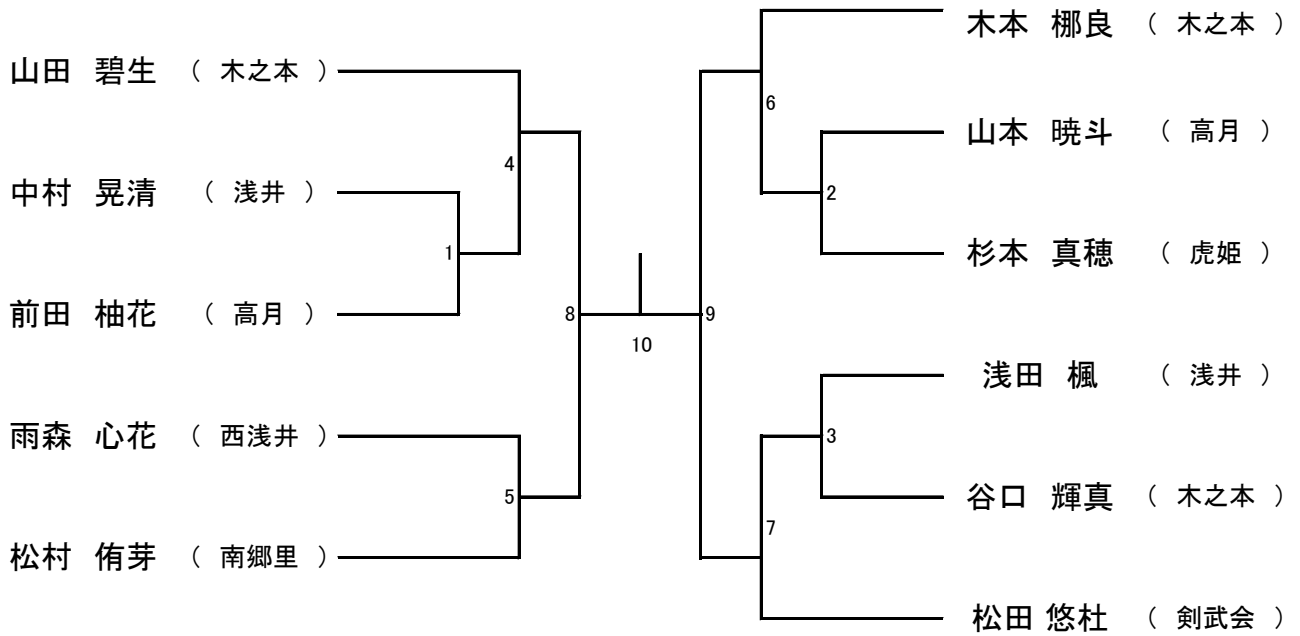 山田 碧生 （ 木之本 ）
中村 晃清 （ 浅井 ）
前田 柚花 （ 高月 ）
雨森 心花 （ 西浅井 ）
松村 侑芽 （ 南郷里 ）
1
4
5
8
10
9
6
2
3
7
木本 梛良 （ 木之本 ）
山本 暁斗 （ 高月 ）
杉本 真穂 （ 虎姫 ）
浅田 楓 （ 浅井 ）
谷口 輝真 （ 木之本 ）
松田 悠杜 （ 剣武会 ）